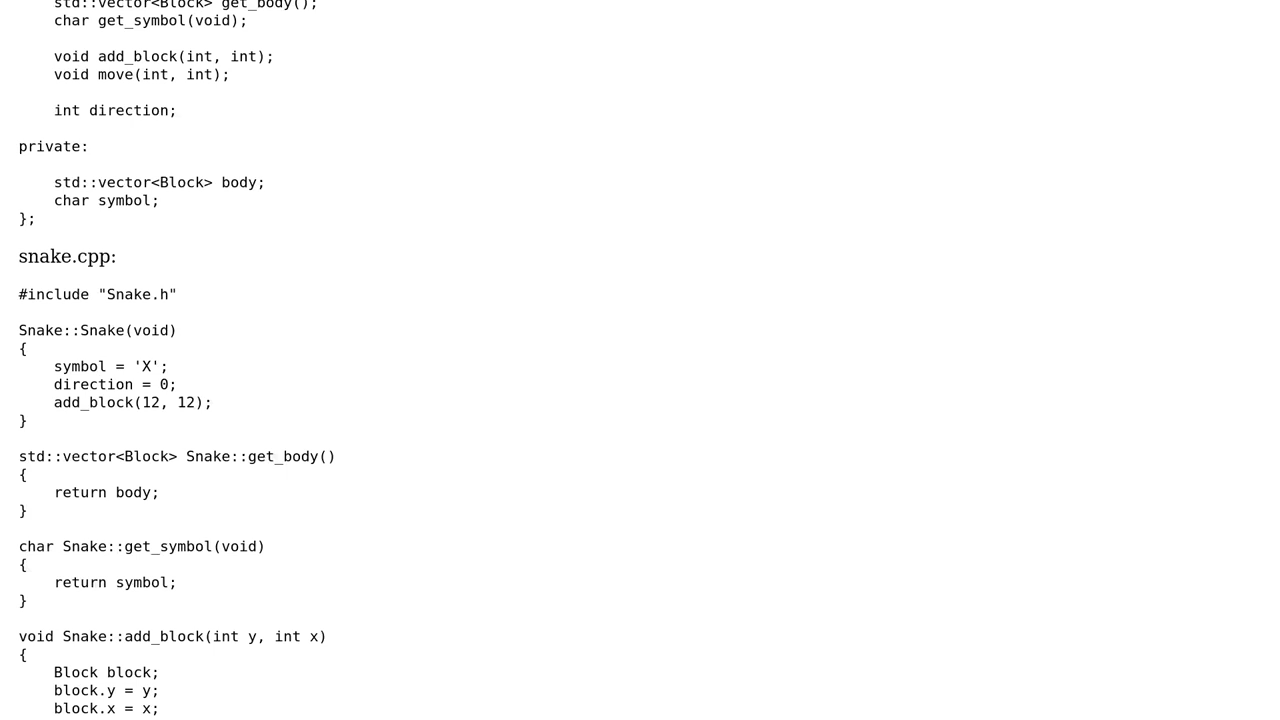 std::vector<Block> get_body();
char get_symbol(void);
void add_block(int, int);
void move(int, int);
int direction;
private:
std::vector<Block> body;
char symbol;
};
snake.cpp:
#include "Snake.h"
Snake::Snake(void)
{
symbol = 'X';
direction = 0;
add_block(12, 12);
}
std::vector<Block> Snake::get_body()
{
return body;
}
char Snake::get_symbol(void)
{
return symbol;
}
void Snake::add_block(int y, int x)
{
Block block;
block.y = y;
block.x = x;